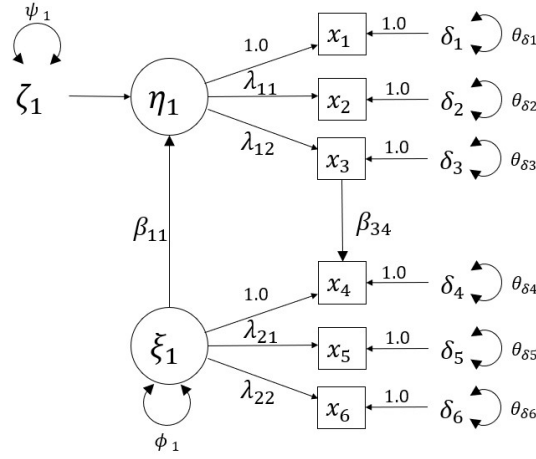 ψ₁
ζ₁
η₁
1.0
λ₁₁
λ₁₂
x₁
x₂
x₃
1.0
1.0
1.0
δ₁
δ₂
δ₃
θδ1
θδ2
θδ3
β₁₁
β₃₄
ξ₁
ϕ₁
1.0
λ₂₁
λ₂₂
x₄
x₅
x₆
1.0
1.0
1.0
δ₄
δ₅
δ₆
θδ4
θδ5
θδ6